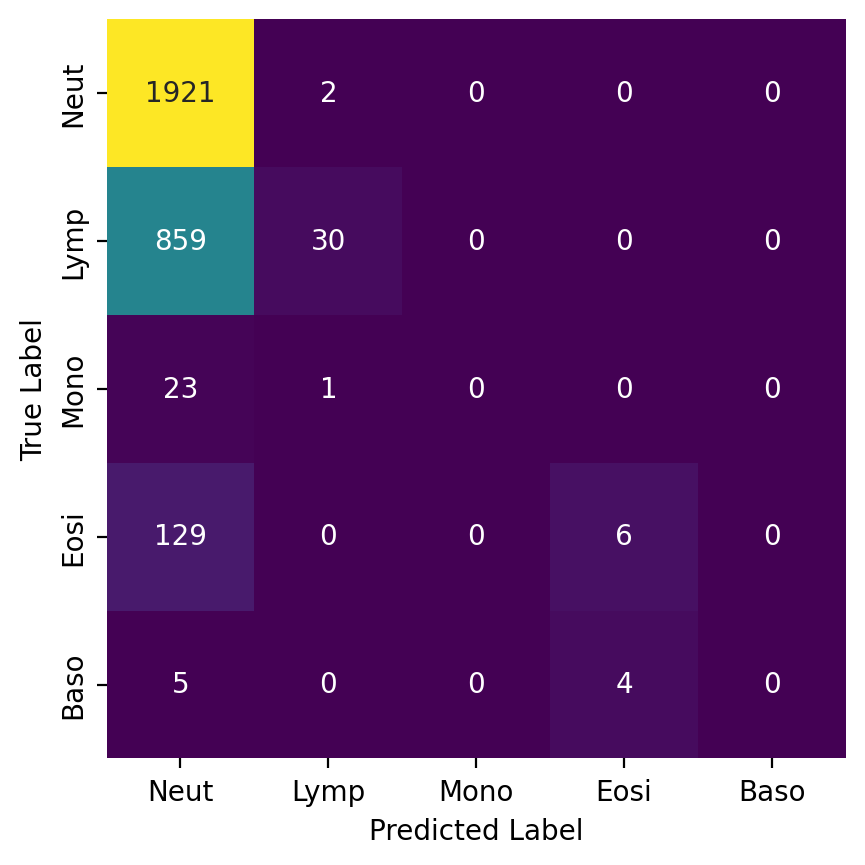 True Label
Neut 1921 2 0 0 0
Lymp 859 30 0 0 0
Mono 23 1 0 0 0
Eosi 129 0 0 6 0
Baso 5 0 0 4 0
Neut Lymp Mono Eosi Baso
Predicted Label